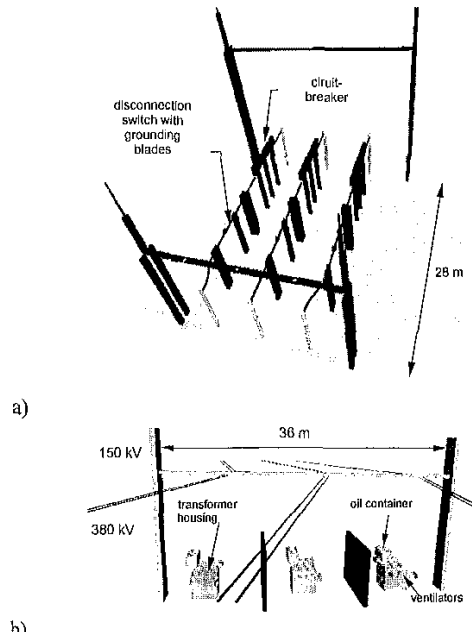 ciruit-
breaker
disconnection
switch with
grounding
blades
28 m
a)
36 m
150 kV
transformer
housing
oil container
380 kV
ventilators
b)